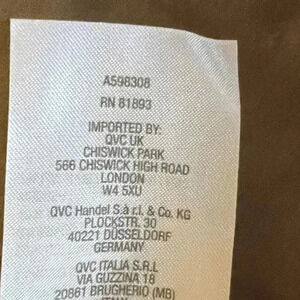 A598308
RN 81893
IMPORTED BY:
QVC UK
CHISWICK PARK
566 CHISWICK HIGH ROAD
LONDON
W4 5XU
QVC Handel S.à r.l. & Co. KG
PLOCKSTR. 30
40221 DÜSSELDORF
GERMANY
QVC ITALIA S.R.L
VIA GUZZINA 18
20861 BRUGHERIO (MB)
ITALY